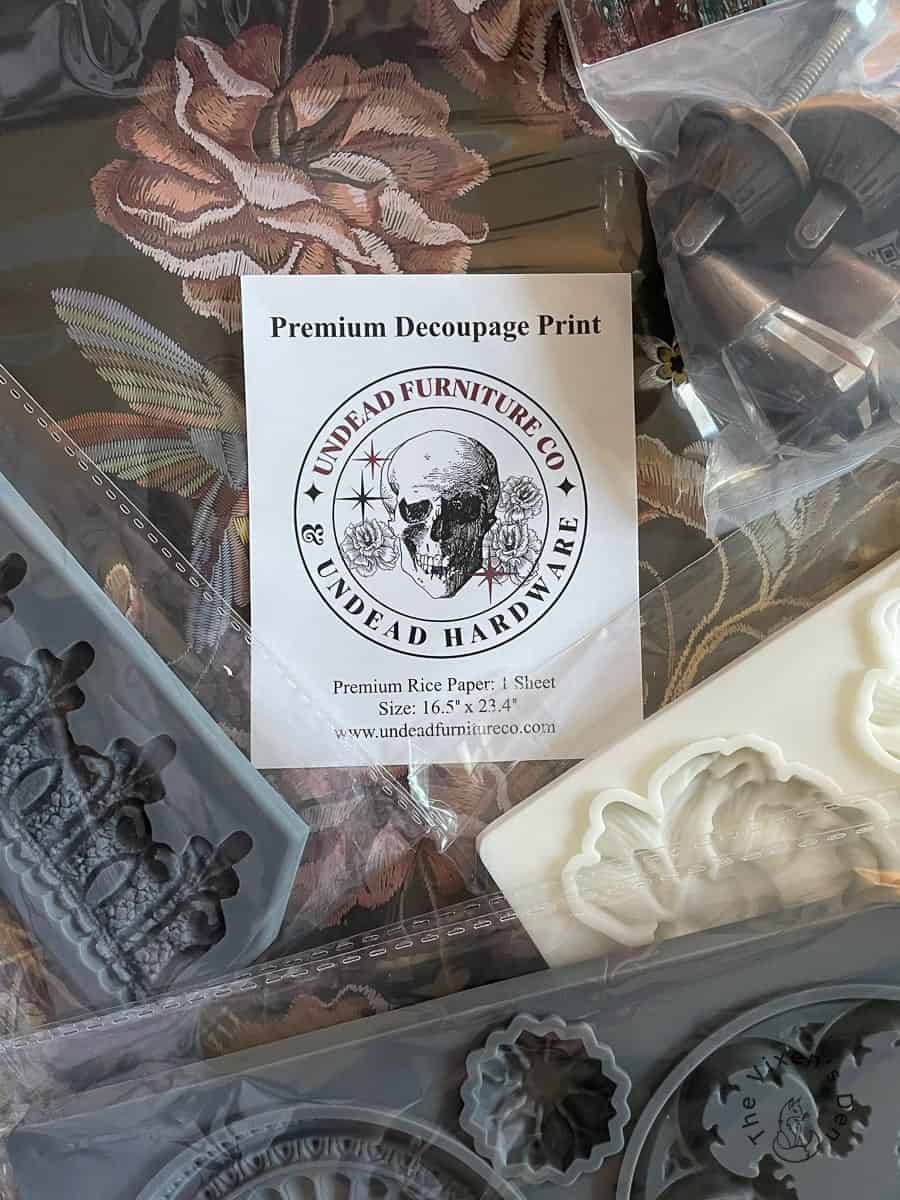 Premium Decoupage Print
UNDEAD FURNITURE CO
& UNDEAD HARDWARE
Premium Rice Paper: 1 Sheet
Size: 16.5" x 23.4"
www.undeadfurnitureco.com
The Vixen's Den